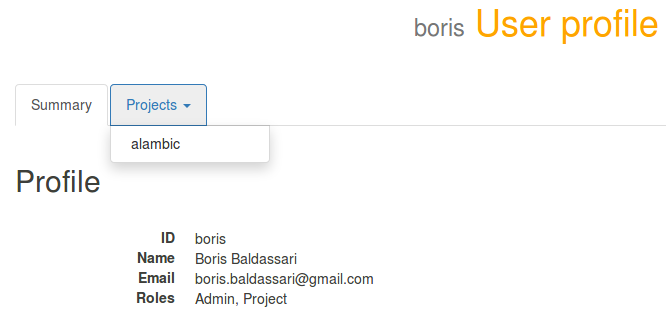 boris User profile
Summary Projects
alambic
Profile
ID boris
Name Boris Baldassari
Email boris.baldassari@gmail.com
Roles Admin, Project